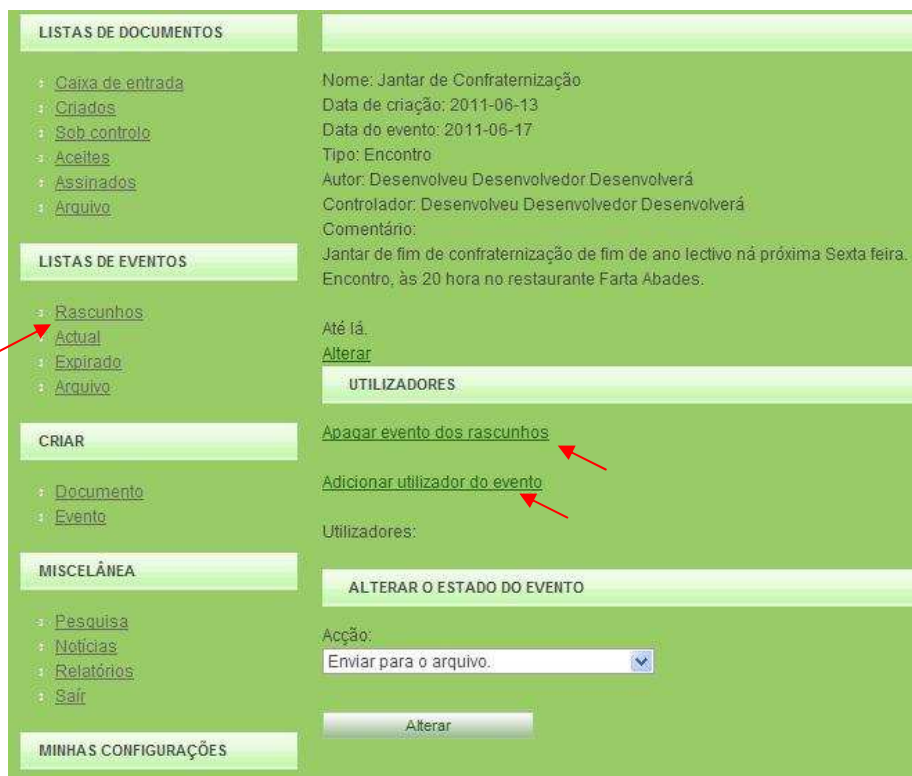 LISTAS DE DOCUMENTOS
Caixa de entrada
Criados
Sob controlo
Aceites
Assinados
Arquivo
LISTAS DE EVENTOS
Rascunhos
Actual
Expirado
Arquivo
CRIAR
Documento
Evento
MISCELÂNEA
Pesquisa
Notícias
Relatórios
Saír
MINHAS CONFIGURAÇÕES
Nome: Jantar de Confraternização
Data de criação: 2011-06-13
Data do evento: 2011-06-17
Tipo: Encontro
Autor: Desenvolveu Desenvolvedor Desenvolverá
Controlador: Desenvolveu Desenvolvedor Desenvolverá
Comentário:
Jantar de fim de confraternização de fim de ano lectivo ná próxima Sexta feira.
Encontro, às 20 hora no restaurante Farta Abades.
Até lá.
Alterar
UTILIZADORES
Apagar evento dos rascunhos
Adicionar utilizador do evento
Utilizadores:
ALTERAR O ESTADO DO EVENTO
Acção:
Enviar para o arquivo.
Alterar